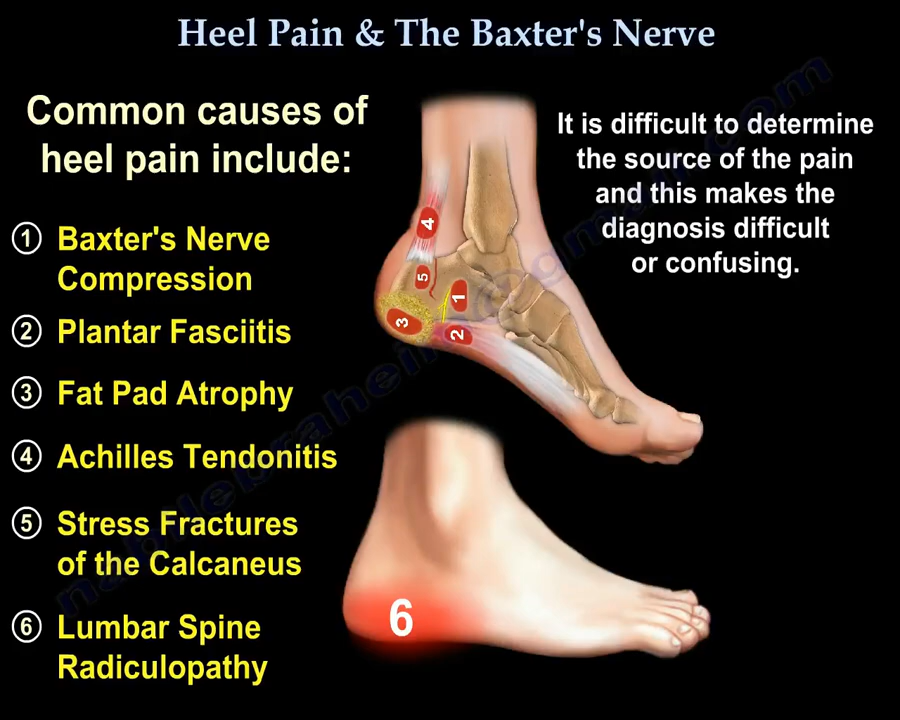 Heel Pain & The Baxter's Nerve
Common causes of
heel pain include:
1 Baxter's Nerve
Compression
2 Plantar Fasciitis
3 Fat Pad Atrophy
4 Achilles Tendonitis
5 Stress Fractures
of the Calcaneus
6 Lumbar Spine
Radiculopathy
It is difficult to determine
the source of the pain
and this makes the
diagnosis difficult
or confusing.
4
5
1
3
2
6